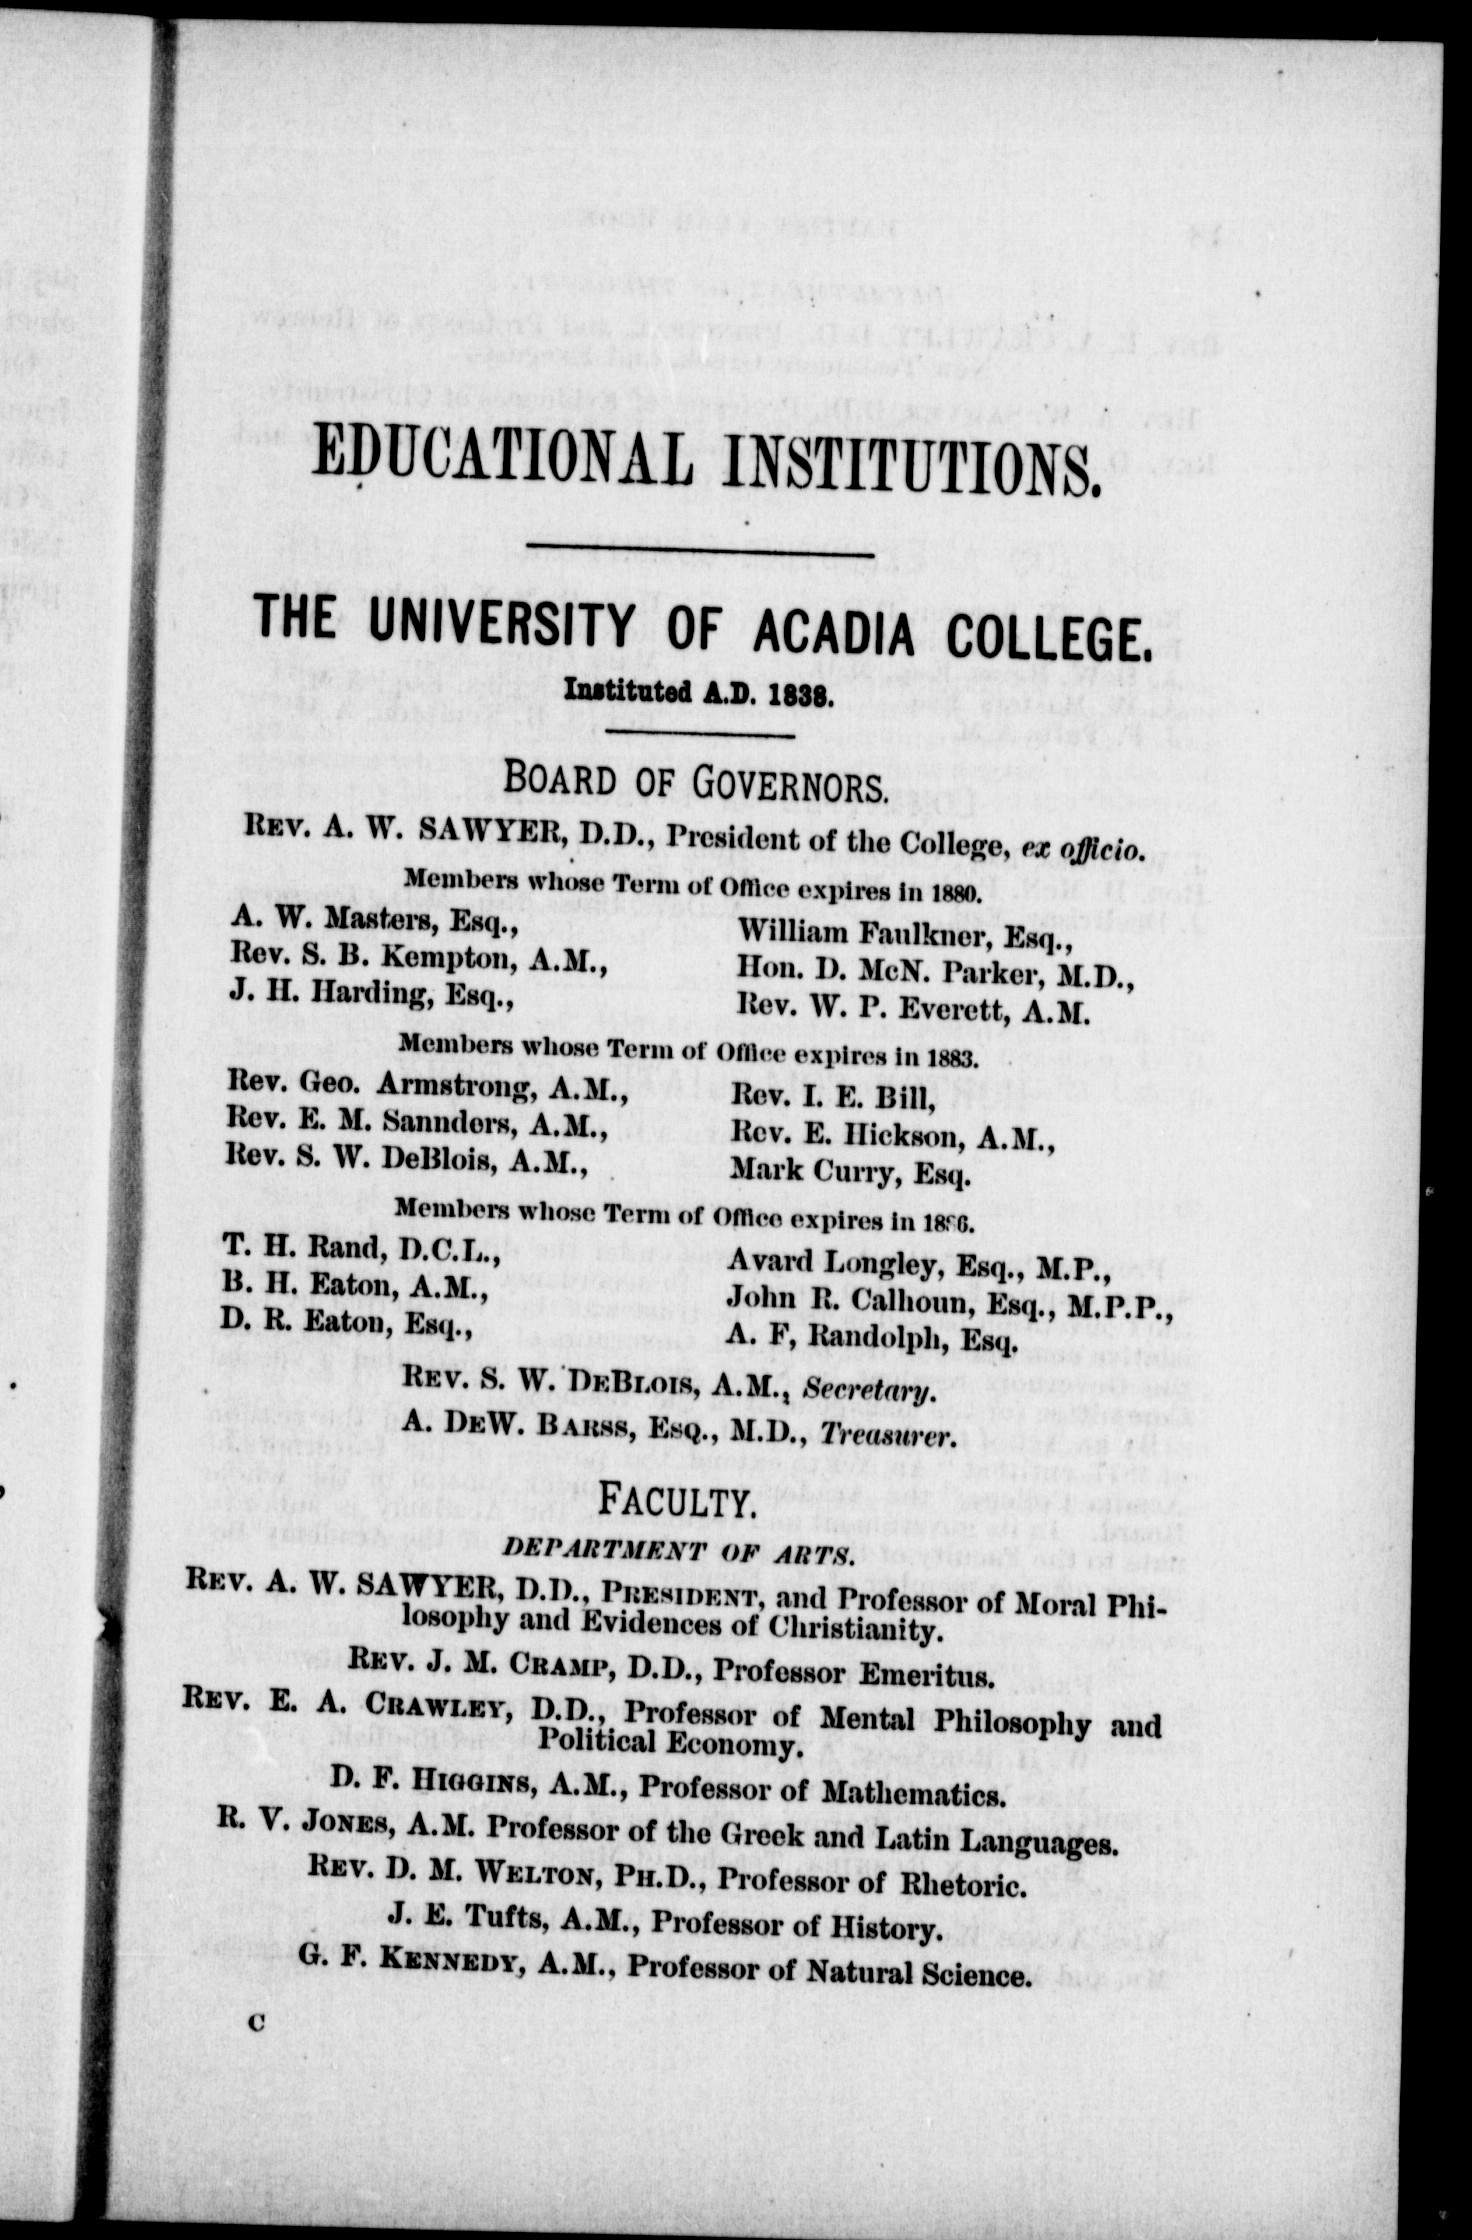 EDUCATIONAL INSTITUTIONS.
THE UNIVERSITY OF ACADIA COLLEGE.
Instituted A.D. 1838.
BOARD OF GOVERNORS.
REV. A. W. SAWYER, D.D., President of the College, ex officio.
Members whose Term of Office expires in 1880.
A. W. Masters, Esq.,
Rev. S. B. Kempton, A.M.,
J. H. Harding, Esq.,
William Faulkner, Esq.,
Hon. D. McN. Parker, M.D.,
Rev. W. P. Everett, A.M.
Members whose Term of Office expires in 1883.
Rev. Geo. Armstrong, A.M.,
Rev. E. M. Sannders, A.M.,
Rev. S. W. DeBlois, A.M.,
Rev. I. E. Bill,
Rev. E. Hickson, A.M.,
Mark Curry, Esq.
Members whose Term of Office expires in 1886.
T. H. Rand, D.C.L.,
B. H. Eaton, A.M.,
D. R. Eaton, Esq.,
Avard Longley, Esq., M.P.,
John R. Calhoun, Esq., M.P.P.,
A. F, Randolph, Esq.
REV. S. W. DEBLOIS, A.M., Secretary.
A. DEW. BARSS, ESQ., M.D., Treasurer.
FACULTY.
DEPARTMENT OF ARTS.
REV. A. W. SAWYER, D.D., PRESIDENT, and Professor of Moral Phi-
losophy and Evidences of Christianity.
REV. J. M. CRAMP, D.D., Professor Emeritus.
REV. E. A. CRAWLEY, D.D., Professor of Mental Philosophy and
Political Economy.
D. F. HIGGINS, A.M., Professor of Mathematics.
R. V. JONES, A.M. Professor of the Greek and Latin Languages.
REV. D. M. WELTON, PH.D., Professor of Rhetoric.
J. E. Tufts, A.M., Professor of History.
G. F. KENNEDY, A.M., Professor of Natural Science.
C